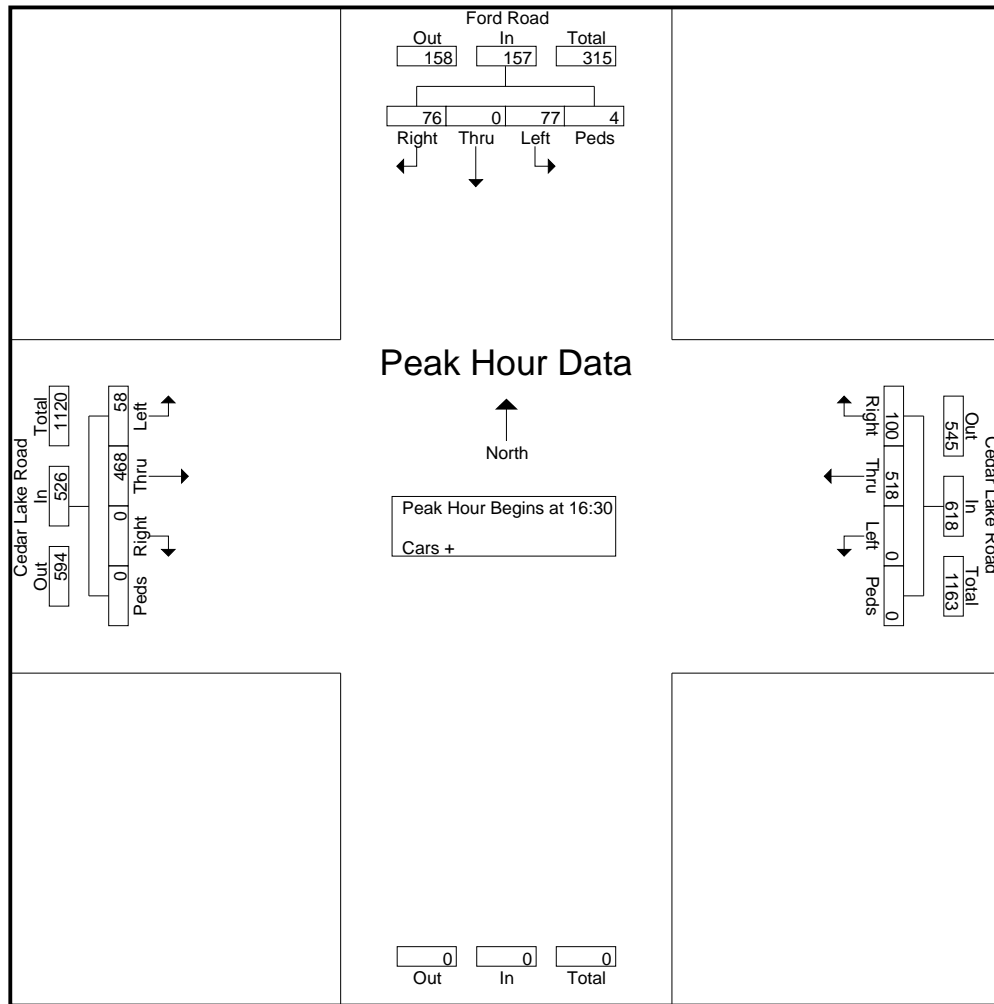 Ford Road
Out In Total
158 157 315
76 0 77 4
Right Thru Left Peds
Peak Hour Data
North
Peak Hour Begins at 16:30
Cars +
Cedar Lake Road
Total In Out
1120 526 594
58 468 0 0
Left Thru Right Peds
Right Thru Left Peds
100 518 0 0
545 618 1163
Out In Total
Cedar Lake Road
0 0 0
Out In Total